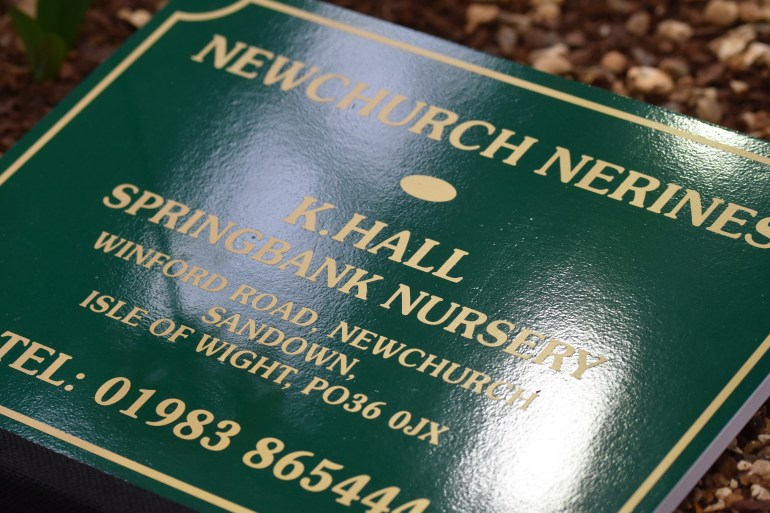 NEWCHURCH NERINES
K.HALL
SPRINGBANK NURSERY
WINFORD ROAD, NEWCHURCH
SANDOWN,
ISLE OF WIGHT, PO36 0JX
TEL: 01983 865444